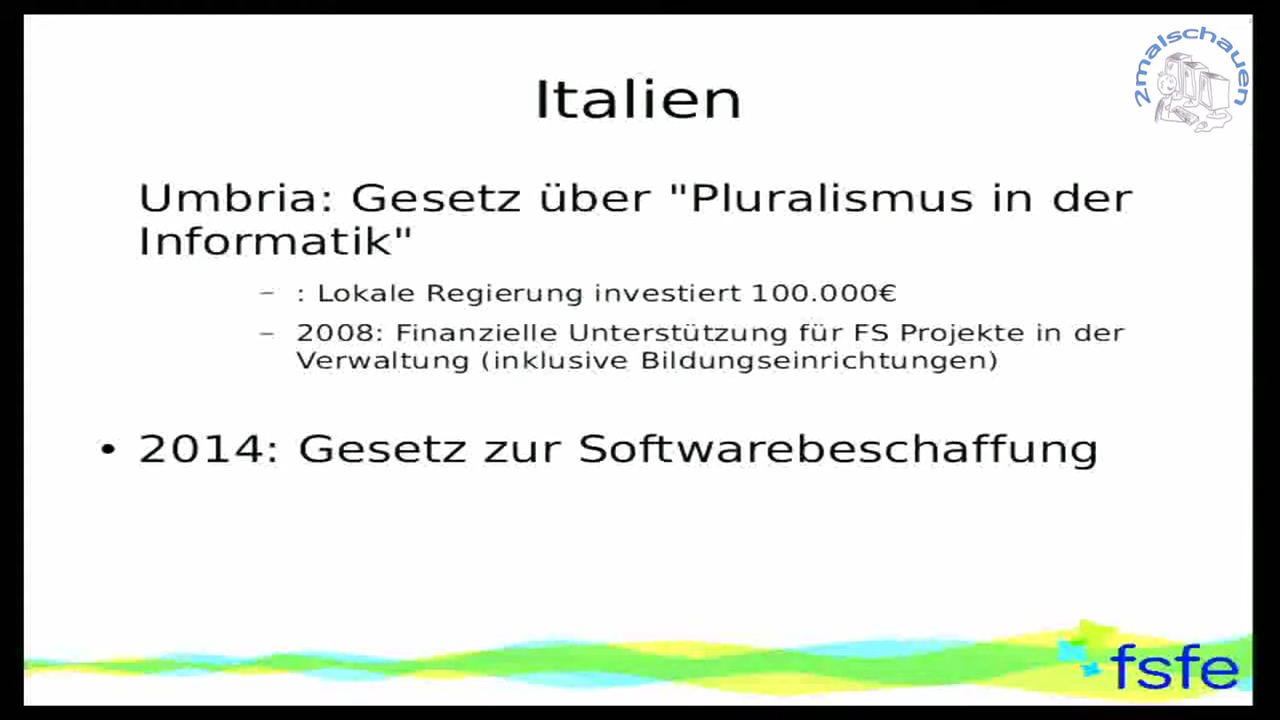 2malschauen
Italien
Umbria: Gesetz über "Pluralismus in der
Informatik"
– : Lokale Regierung investiert 100.000€
– 2008: Finanzielle Unterstützung für FS Projekte in der
Verwaltung (inklusive Bildungseinrichtungen)
• 2014: Gesetz zur Softwarebeschaffung
fsfe